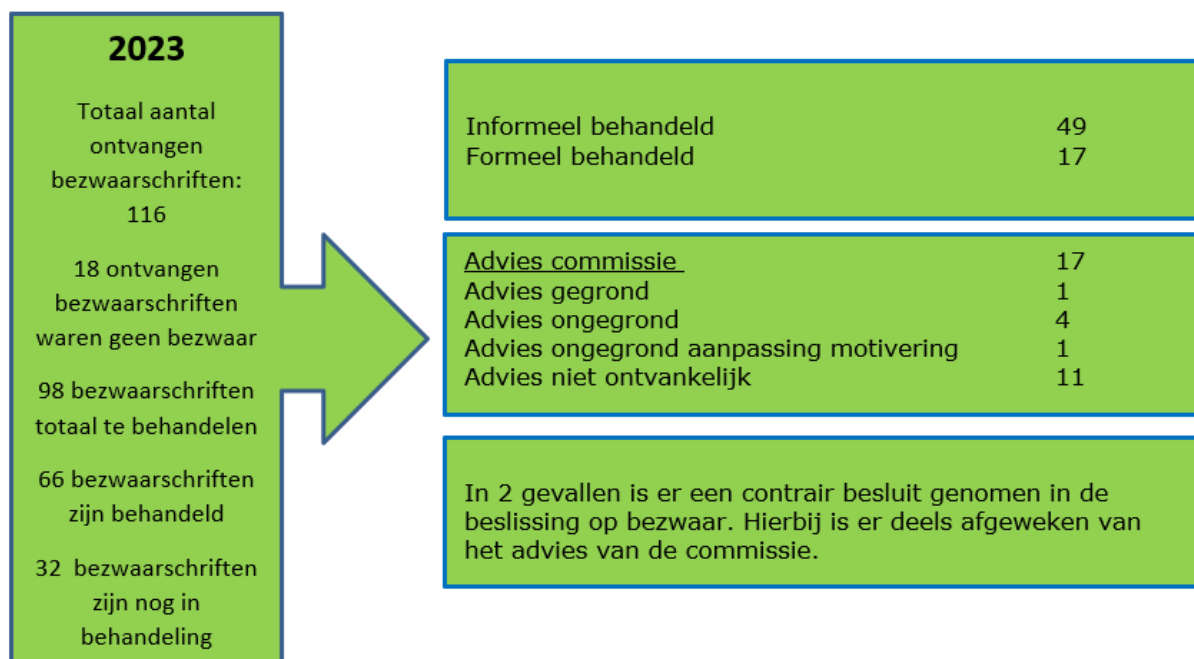 2023
Totaal aantal
ontvangen
bezwaarschriften:
116
18 ontvangen
bezwaarschriften
waren geen bezwaar
98 bezwaarschriften
totaal te behandelen
66 bezwaarschriften
zijn behandeld
32 bezwaarschriften
zijn nog in
behandeling
Informeel behandeld 49
Formeel behandeld 17
Advies commissie 17
Advies gegrond 1
Advies ongegrond 4
Advies ongegrond aanpassing motivering 1
Advies niet ontvankelijk 11
In 2 gevallen is er een contrair besluit genomen in de
beslissing op bezwaar. Hierbij is er deels afgeweken van
het advies van de commissie.